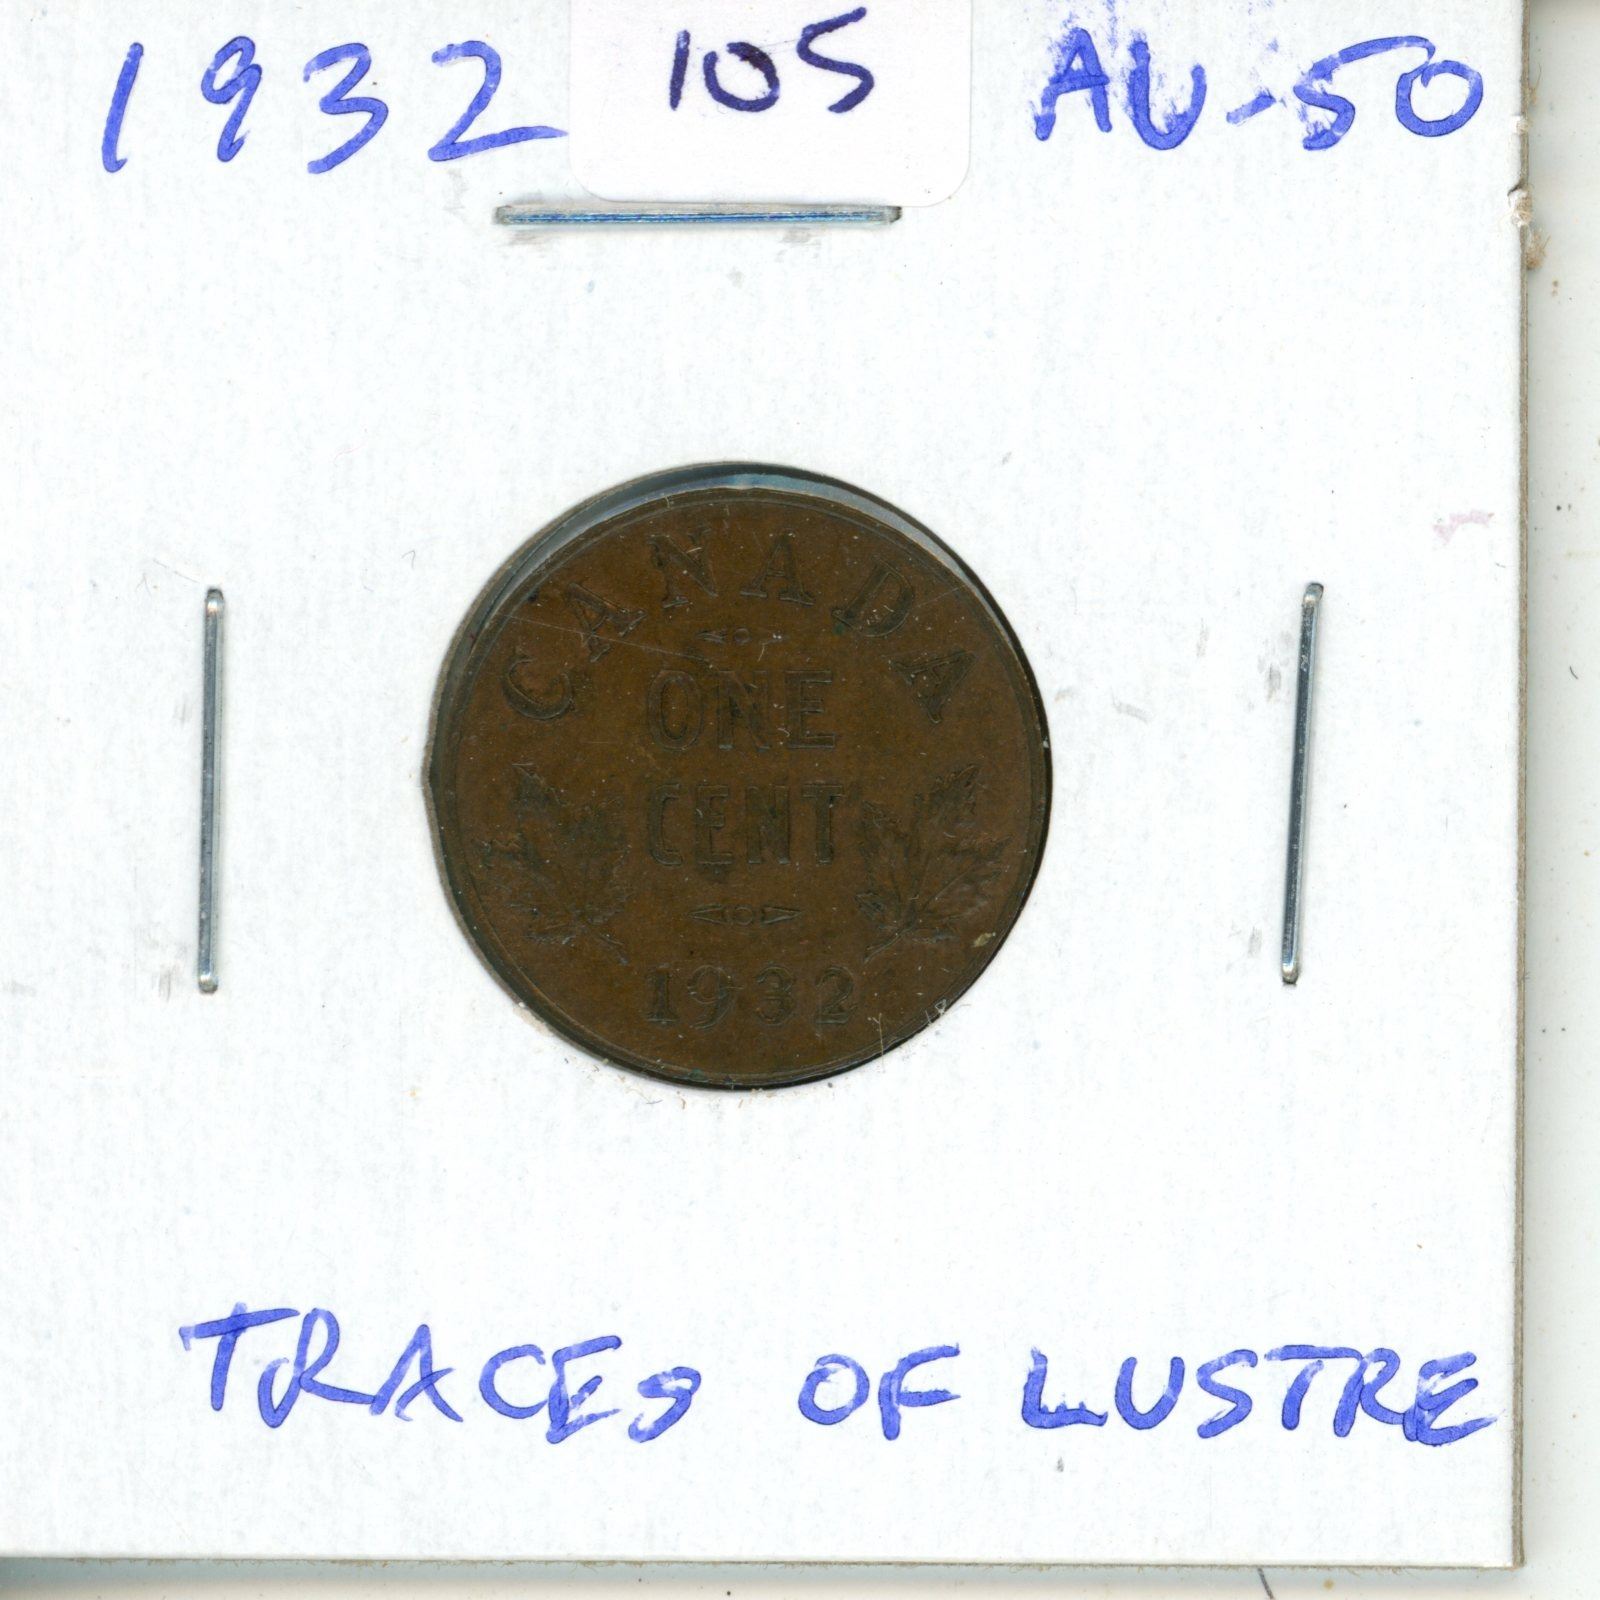 1932 105 AU-50
CANADA
ONE
CENT
1932
TRACES OF LUSTRE